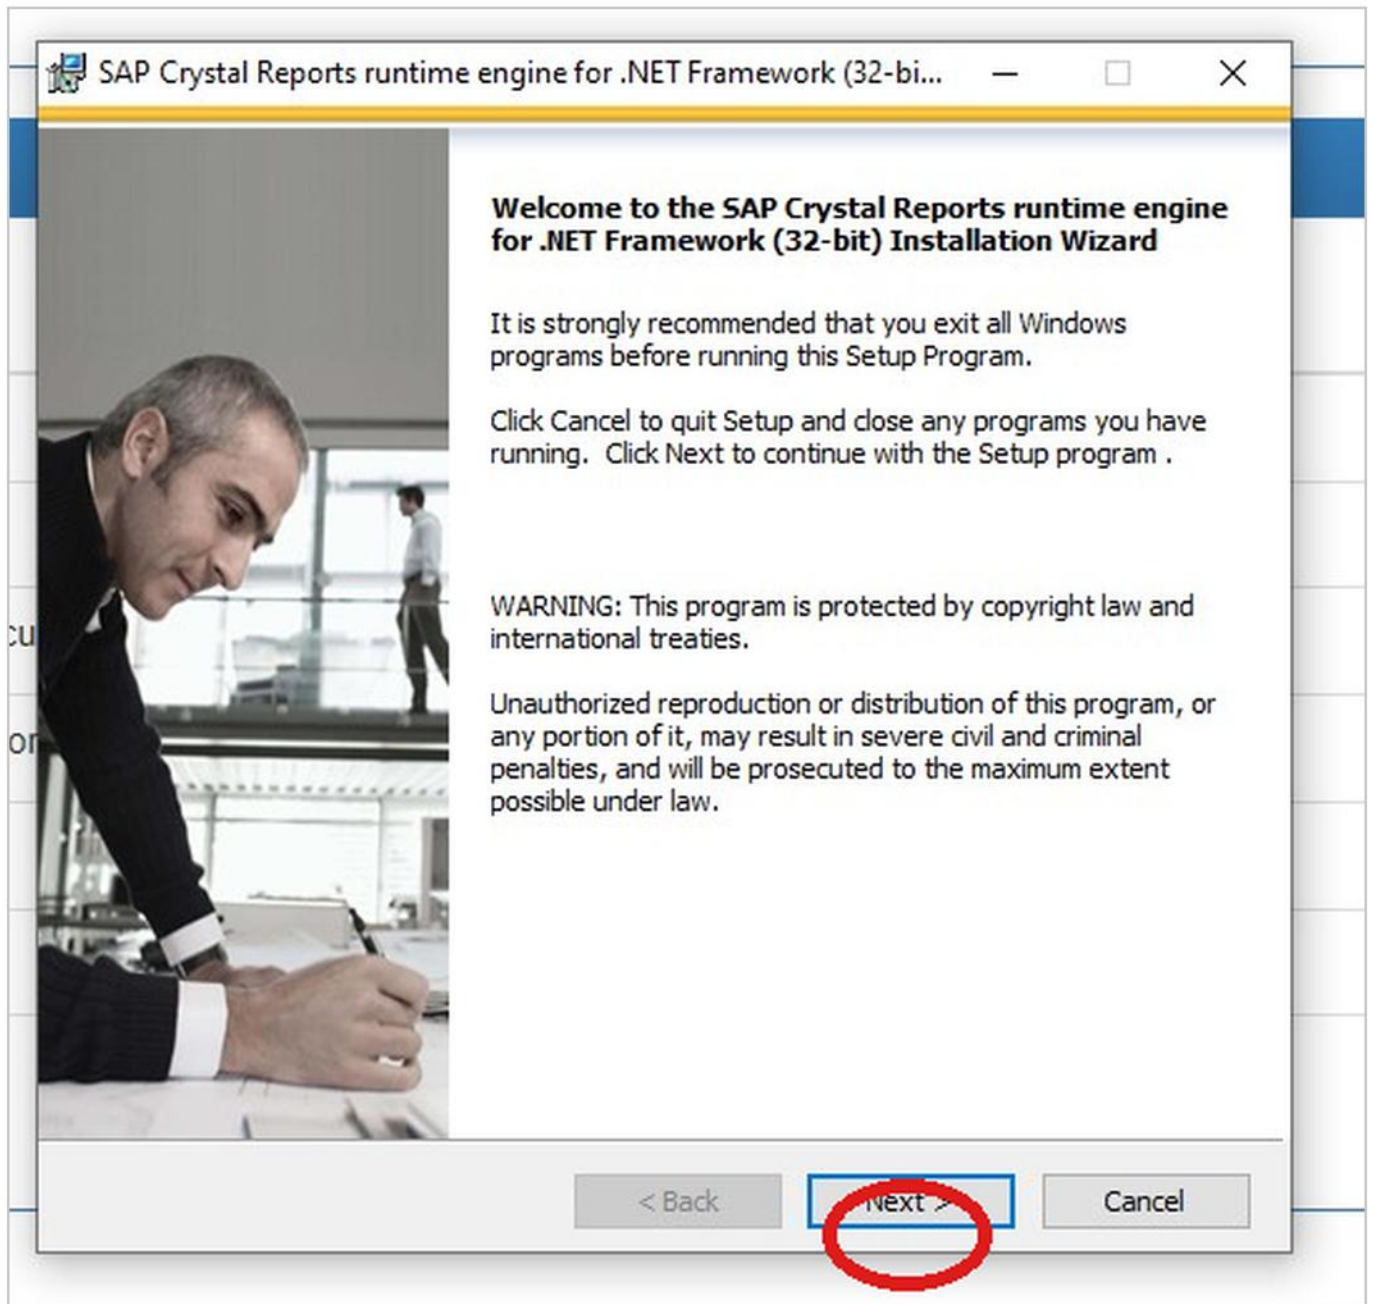 SAP Crystal Reports runtime engine for .NET Framework (32-bi...
Welcome to the SAP Crystal Reports runtime engine
for .NET Framework (32-bit) Installation Wizard
It is strongly recommended that you exit all Windows
programs before running this Setup Program.
Click Cancel to quit Setup and close any programs you have
running.  Click Next to continue with the Setup program .
WARNING: This program is protected by copyright law and
international treaties.
Unauthorized reproduction or distribution of this program, or
any portion of it, may result in severe civil and criminal
penalties, and will be prosecuted to the maximum extent
possible under law.
< Back
Next >
Cancel